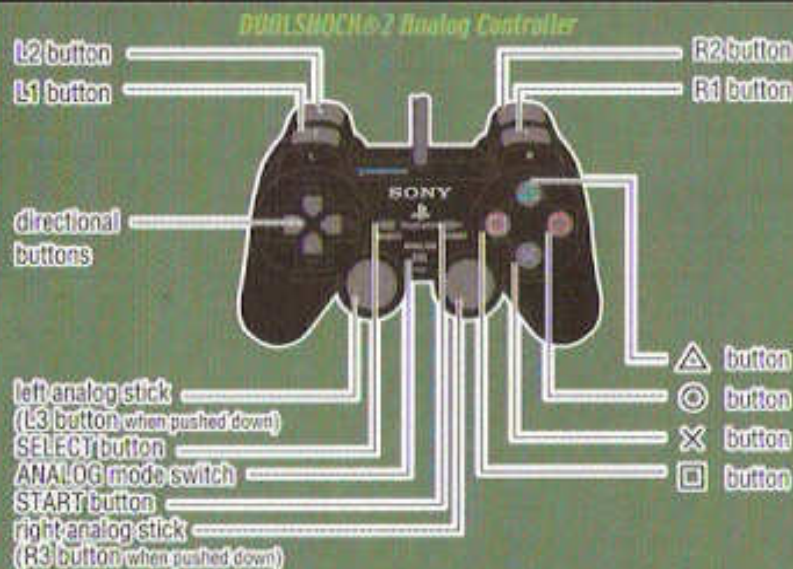 DUALSHOCK®2 Analog Controller
L2 button
L1 button
R2 button
R1 button
SONY
directional
buttons
ANALOG
△ button
○ button
✕ button
□ button
left analog stick
(L3 button when pushed down)
SELECT button
ANALOG mode switch
START button
right analog stick
(R3 button when pushed down)